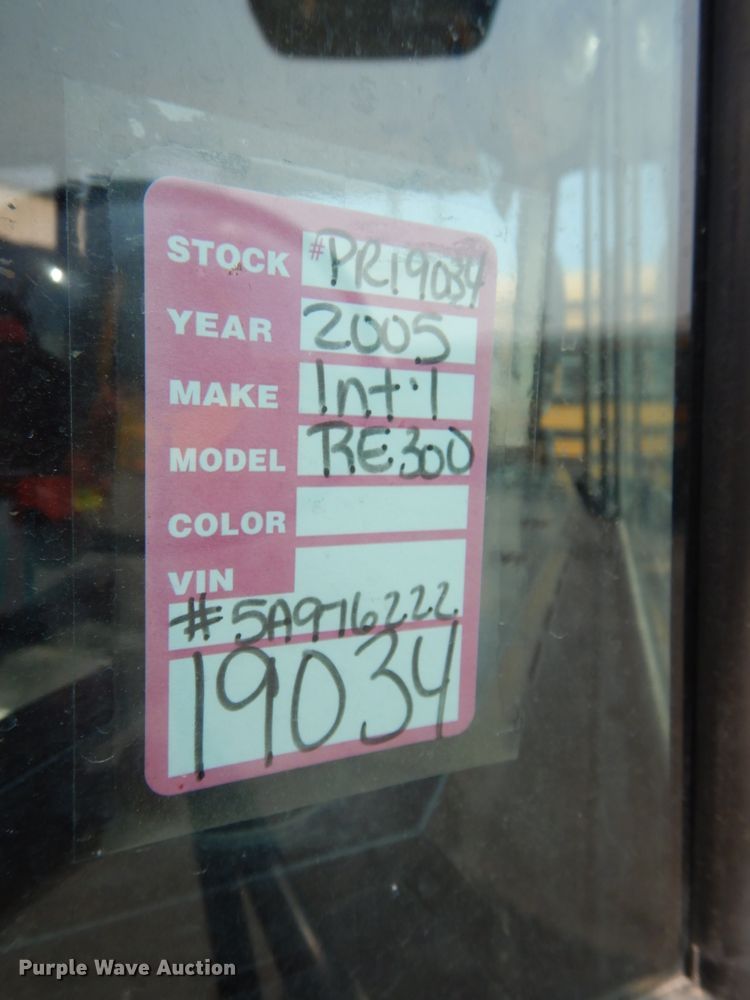 STOCK #PR19034
YEAR 2005
MAKE Int'l
MODEL RE300
COLOR
VIN
#5A976222
19034
Purple Wave Auction